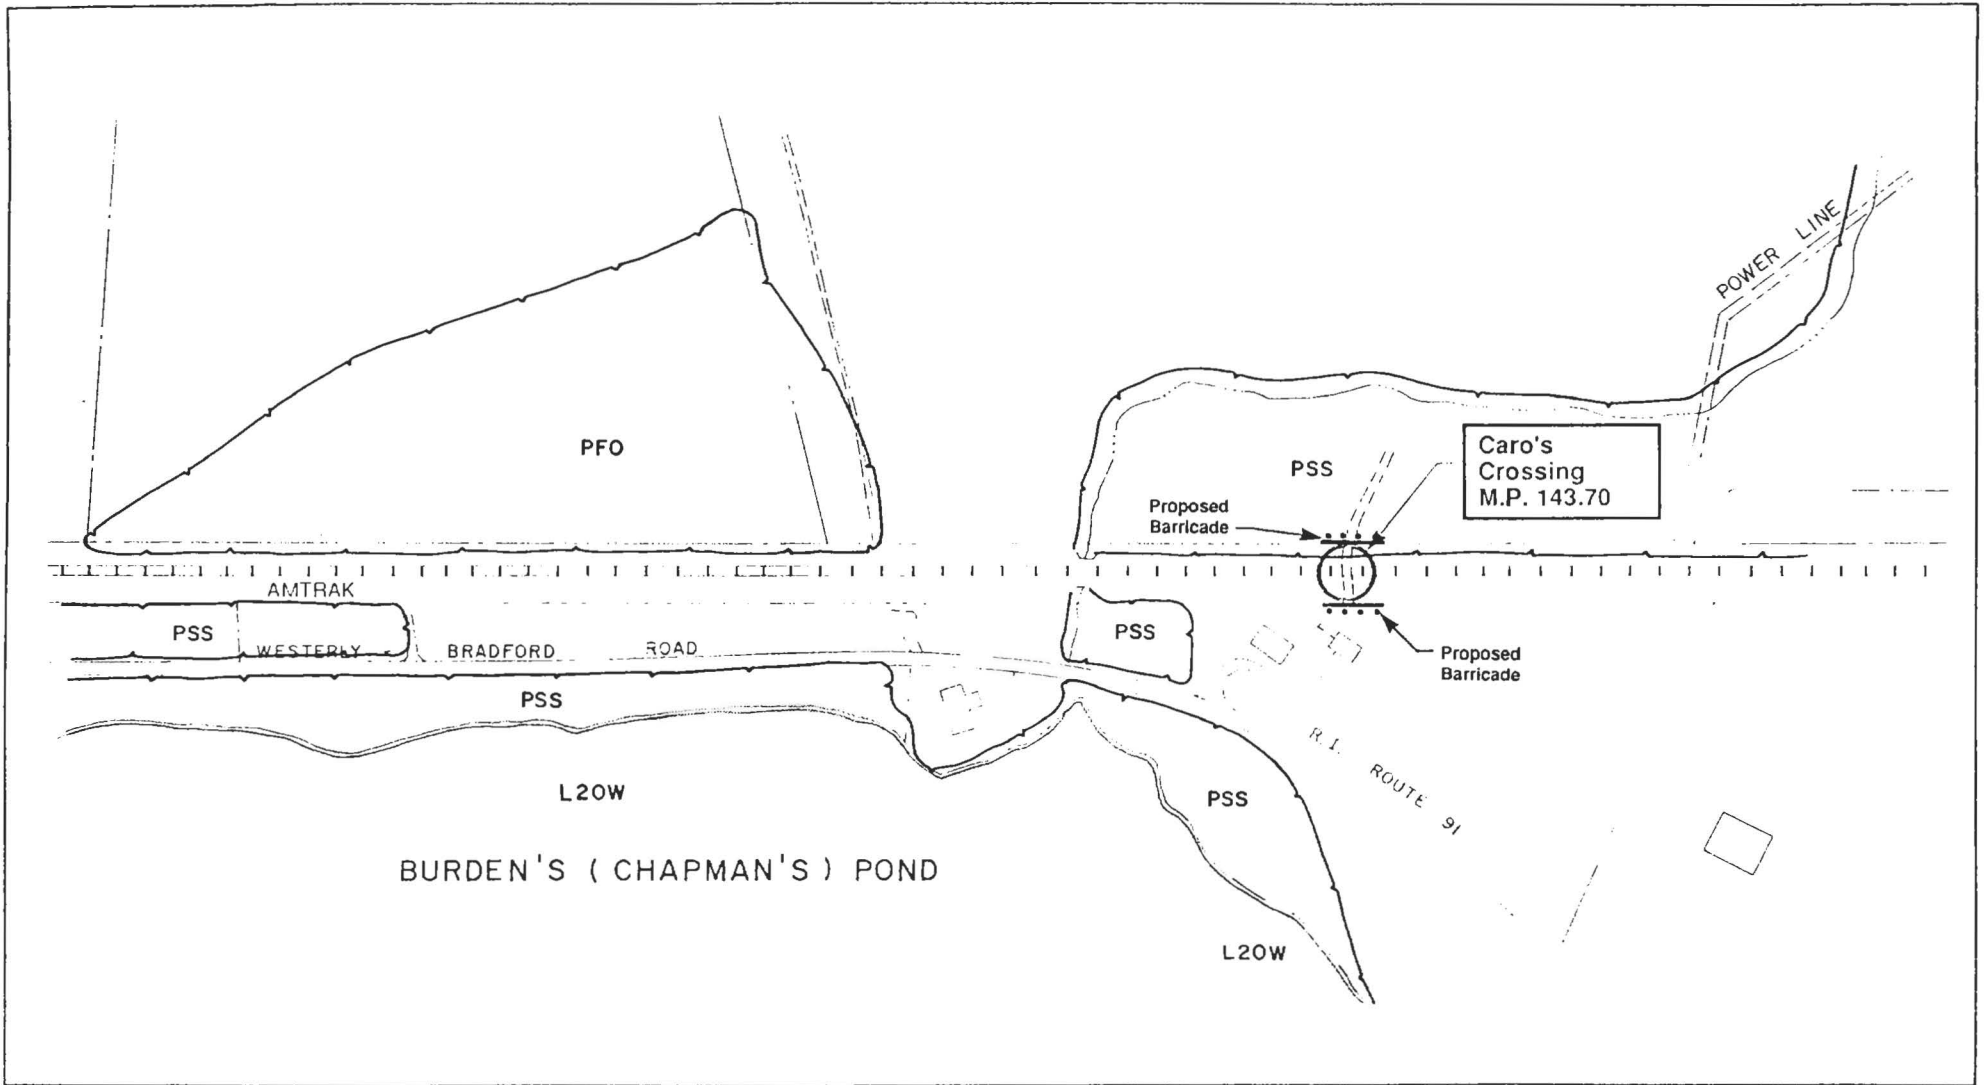 POWER LINE
PFO
PSS
Caro's
Crossing
M.P. 143.70
Proposed
Barricade
AMTRAK
PSS
WESTERLY BRADFORD ROAD
PSS
Proposed
Barricade
PSS
R.I. ROUTE 91
L20W
PSS
BURDEN'S ( CHAPMAN'S ) POND
L20W